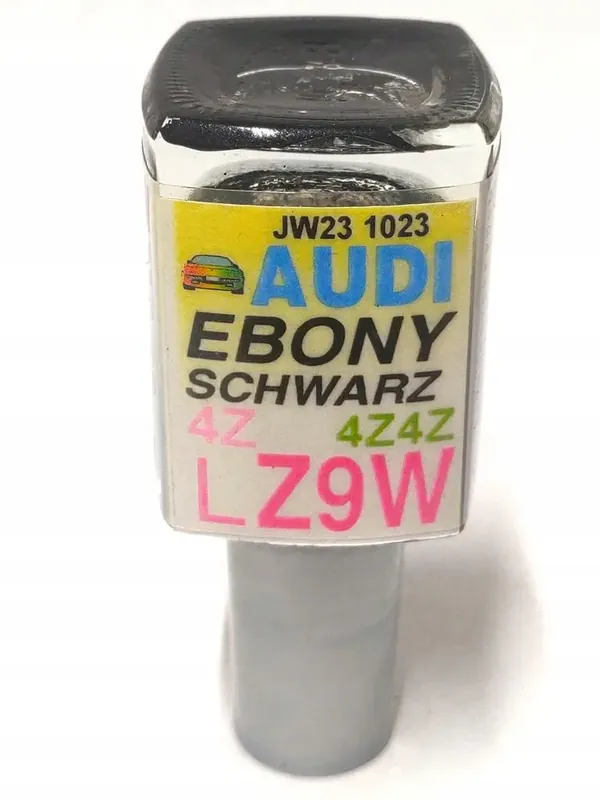 JW23 1023
AUDI
EBONY
SCHWARZ
4Z 4Z4Z
LZ9W